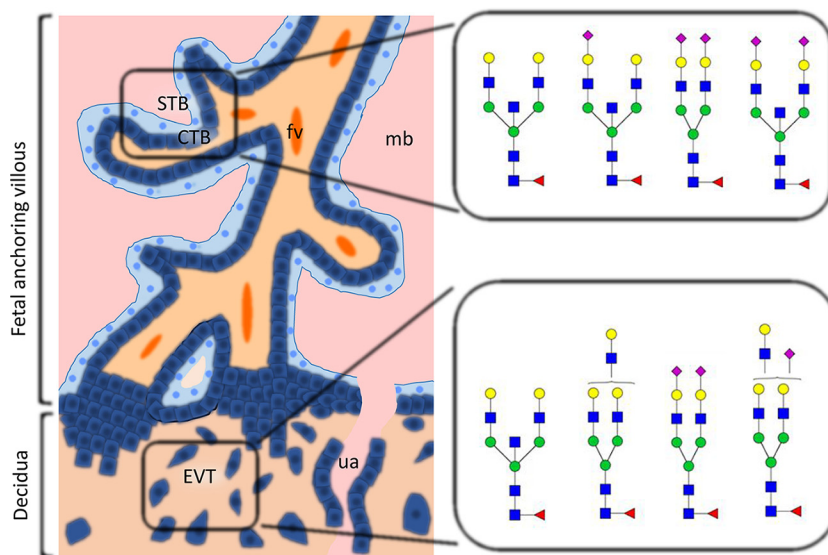 Fetal anchoring villous
STB
CTB
fv
mb
Decidua
EVT
ua